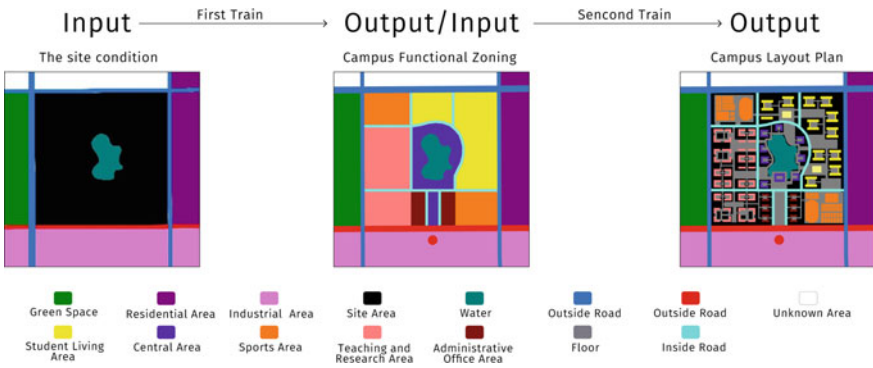 Input First Train Output/Input Sencond Train Output
The site condition Campus Functional Zoning Campus Layout Plan
Green Space Residential Area Industrial Area Site Area Water Outside Road Outside Road Unknown Area
Student Living Area Central Area Sports Area Teaching and Research Area Administrative Office Area Floor Inside Road